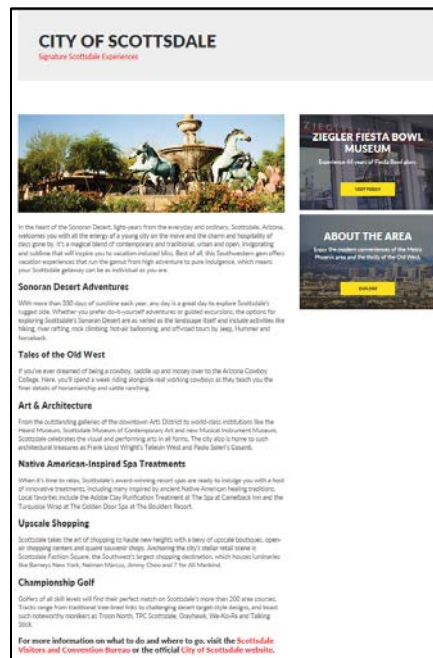 CITY OF SCOTTSDALE
Signature Scottsdale Experiences
ZIEGLER
ZIEGLER FIESTA BOWL
MUSEUM
Experience 44 years of Fiesta Bowl glory.
VISIT TODAY
ABOUT THE AREA
Enjoy the modern conveniences of the Metro
Phoenix area and the thrills of the Old West.
EXPLORE
In the heart of the Sonoran Desert, light-years from the everyday and ordinary, Scottsdale, Arizona,
welcomes you with all the energy of a young city on the move and the charm and hospitality of
days gone by. It's a magical blend of contemporary and traditional, urban and open, invigorating
and sublime that will inspire you to vacation-induced bliss. Best of all, this Southwestern gem offers
vacation experiences that run the gamut from high adventure to pure indulgence, which means
your Scottsdale getaway can be as individual as you are.
Sonoran Desert Adventures
With more than 330 days of sunshine each year, any day is a great day to explore Scottsdale's
rugged side. Whether you prefer do-it-yourself adventures or guided excursions, the options for
exploring Scottsdale's Sonoran Desert are as varied as the landscape itself and include activities like
hiking, river rafting, rock climbing, hot-air ballooning, and off-road tours by Jeep, Hummer and
horseback.
Tales of the Old West
If you've ever dreamed of being a cowboy, saddle up and mosey over to the Arizona Cowboy
College. Here, you'll spend a week riding alongside real working cowboys as they teach you the
finer details of horsemanship and cattle ranching.
Art & Architecture
From the outstanding galleries of the downtown Arts District to world-class institutions like the
Heard Museum, Scottsdale Museum of Contemporary Art and new Musical Instrument Museum,
Scottsdale celebrates the visual and performing arts in all forms. The city also is home to such
architectural treasures as Frank Lloyd Wright's Taliesin West and Paolo Soleri's Cosanti.
Native American-Inspired Spa Treatments
When it's time to relax, Scottsdale's award-winning resort spas are ready to indulge you with a host
of innovative treatments, including many inspired by ancient Native American healing traditions.
Local favorites include the Adobe Clay Purification Treatment at The Spa at Camelback Inn and the
Turquoise Wrap at The Golden Door Spa at The Boulders Resort.
Upscale Shopping
Scottsdale takes the art of shopping to haute new heights with a bevy of upscale boutiques, open-
air shopping centers and quaint souvenir shops. Anchoring the city's stellar retail scene is
Scottsdale Fashion Square, the Southwest's largest shopping destination, which houses luminaries
like Barneys New York, Neiman Marcus, Jimmy Choo and 7 for All Mankind.
Championship Golf
Golfers of all skill levels will find their perfect match on Scottsdale's more than 200 area courses.
Tracks range from traditional tree-lined links to challenging desert target-style designs, and boast
such noteworthy monikers as Troon North, TPC Scottsdale, Grayhawk, We-Ko-Pa and Talking
Stick.
For more information on what to do and where to go, visit the Scottsdale
Visitors and Convention Bureau or the official City of Scottsdale website.